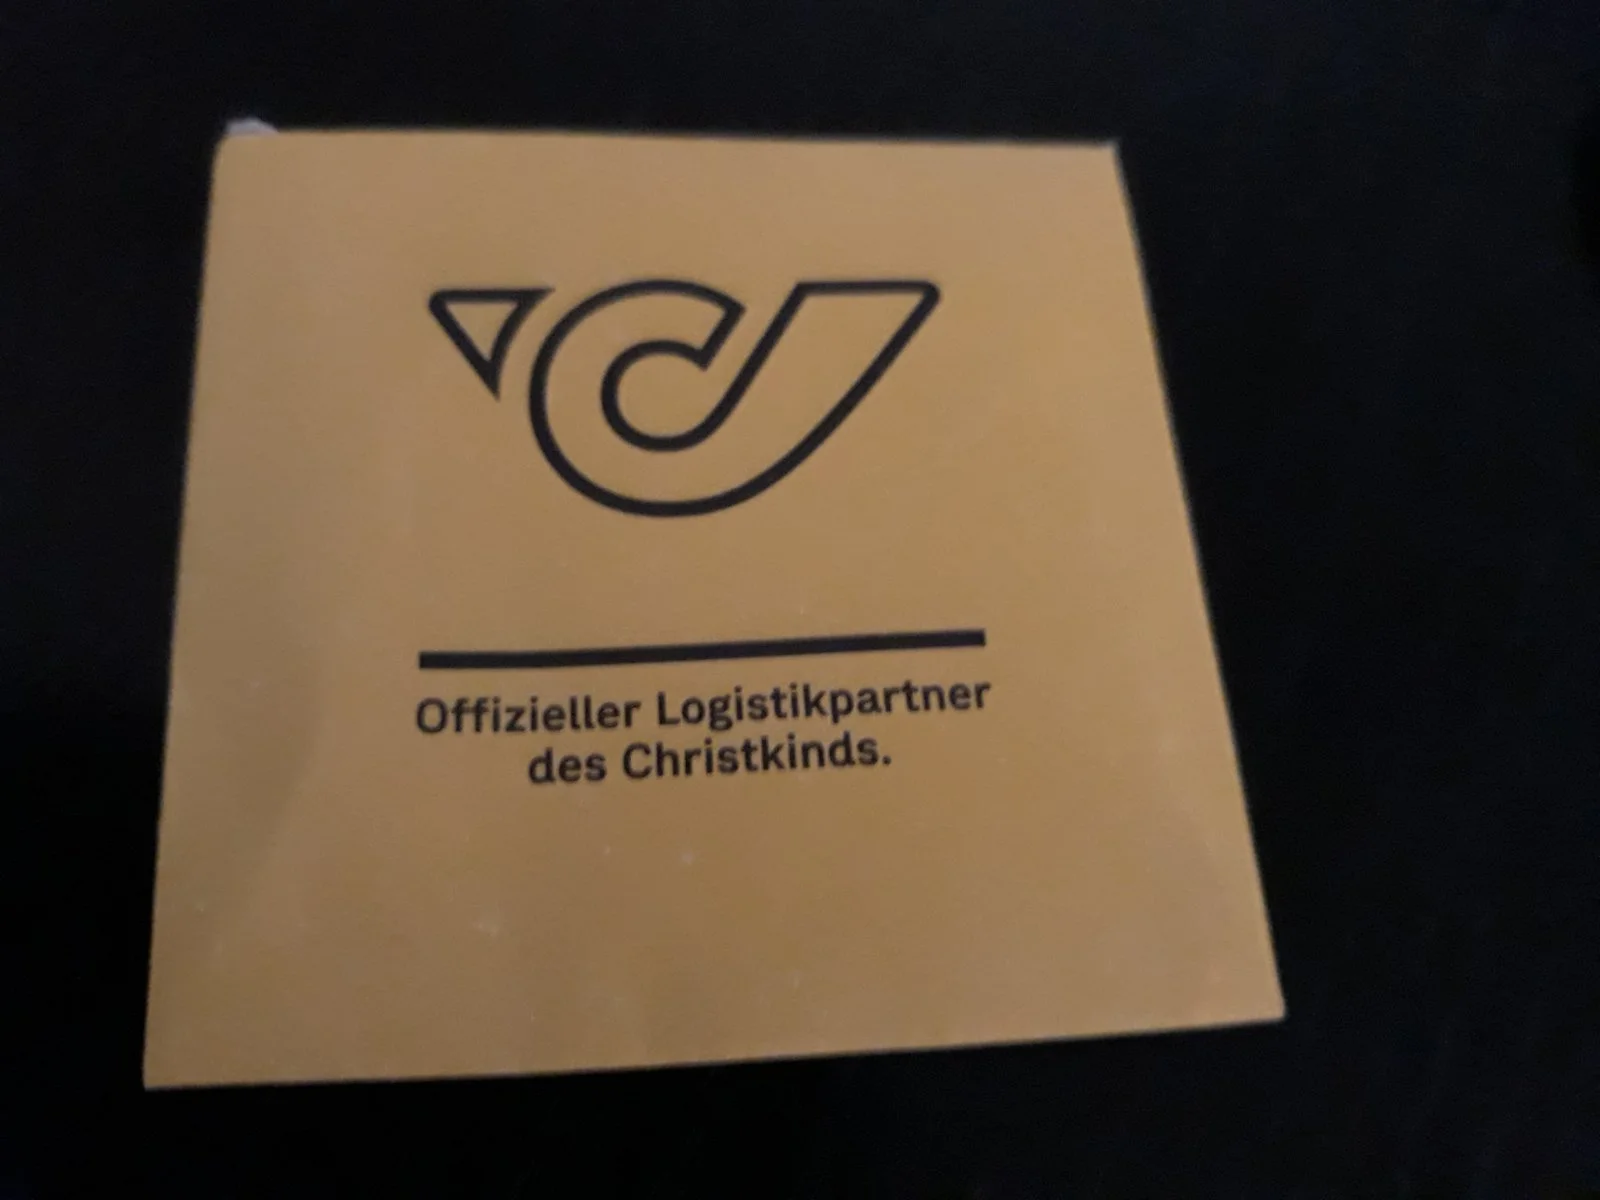 Offizieller Logistikpartner
des Christkinds.